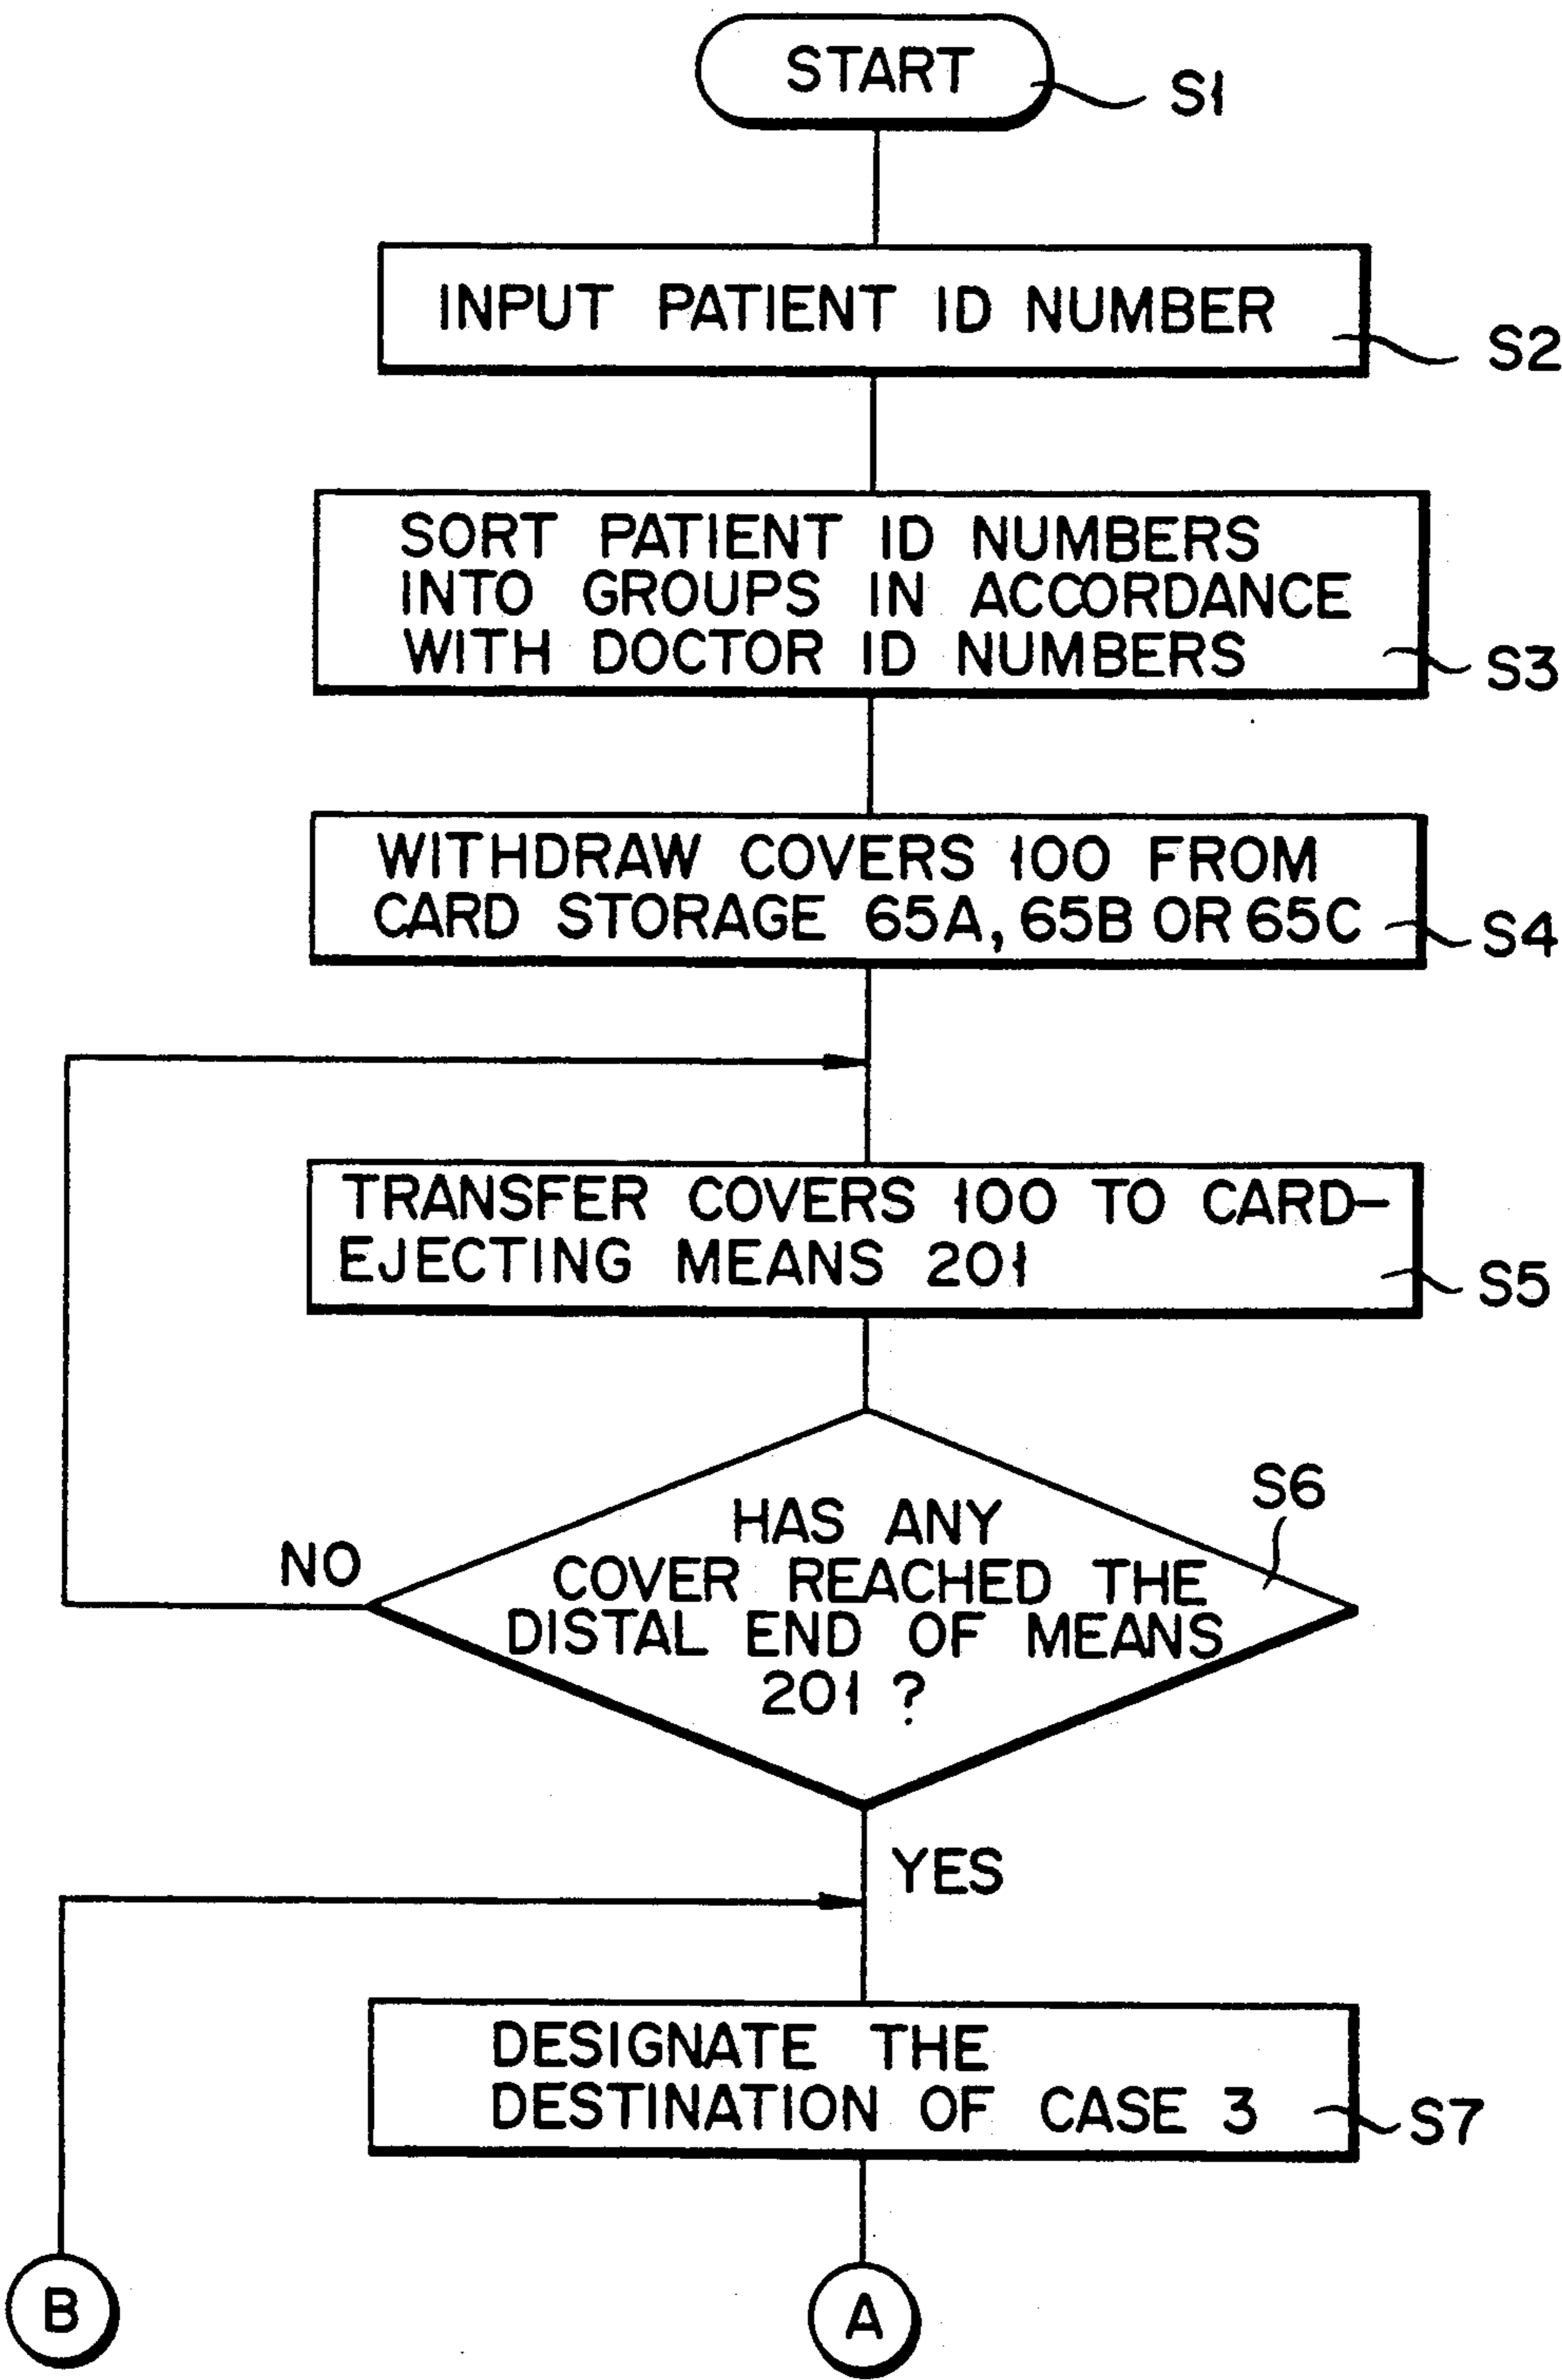 START
S1
INPUT PATIENT ID NUMBER
S2
SORT PATIENT ID NUMBERS
INTO GROUPS IN ACCORDANCE
WITH DOCTOR ID NUMBERS
S3
WITHDRAW COVERS 100 FROM
CARD STORAGE 65A, 65B OR 65C
S4
TRANSFER COVERS 100 TO CARD-
EJECTING MEANS 201
S5
S6
HAS ANY
COVER REACHED THE
DISTAL END OF MEANS
201 ?
NO
YES
DESIGNATE THE
DESTINATION OF CASE 3
S7
B
A